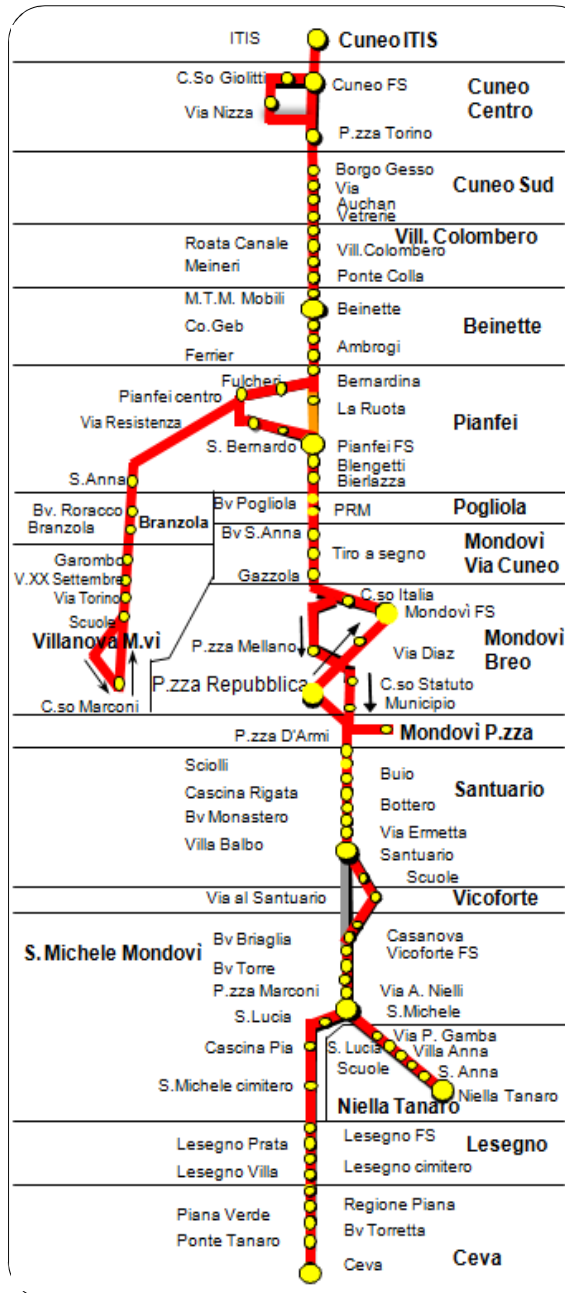 ITIS
Cuneo ITIS
C.So Giolitti
Cuneo FS
Cuneo
Centro
Via Nizza
P.zza Torino
Borgo Gesso
Via
Auchan
Vetrerie
Cuneo Sud
Vill. Colombero
Roata Canale
Vill.Colombero
Meineri
Ponte Colla
M.T.M. Mobili
Beinette
Beinette
Co.Geb
Ferrier
Ambrogi
Fulcheri
Bernardina
Pianfei centro
La Ruota
Via Resistenza
Pianfei
S. Bernardo
Pianfei FS
Blengetti
Bierlazza
S.Anna
Bv Pogliola
PRM
Pogliola
Bv. Roracco
Branzola
Branzola
Bv S.Anna
Tiro a segno
Mondovì
Via Cuneo
Garombo
V.XX Settembre
Gazzola
Via Torino
C.so Italia
Scuole
Mondovì FS
Villanova M.vì
P.zza Mellano
Via Diaz
Mondovì
Breo
P.zza Repubblica
C.so Statuto
Municipio
C.so Marconi
P.zza D'Armi
Mondovì P.zza
Sciolli
Buio
Santuario
Cascina Rigata
Bottero
Bv Monastero
Via Ermetta
Villa Balbo
Santuario
Scuole
Via al Santuario
Vicoforte
S. Michele Mondovì
Bv Briaglia
Casanova
Vicoforte FS
Bv Torre
P.zza Marconi
Via A. Nielli
S.Lucia
S.Michele
Cascina Pia
S. Lucia
Scuole
Via P. Gamba
Villa Anna
S. Anna
S.Michele cimitero
Niella Tanaro
Niella Tanaro
Lesegno Prata
Lesegno FS
Lesegno
Lesegno Villa
Lesegno cimitero
Piana Verde
Regione Piana
Ponte Tanaro
Bv Torretta
Ceva
Ceva